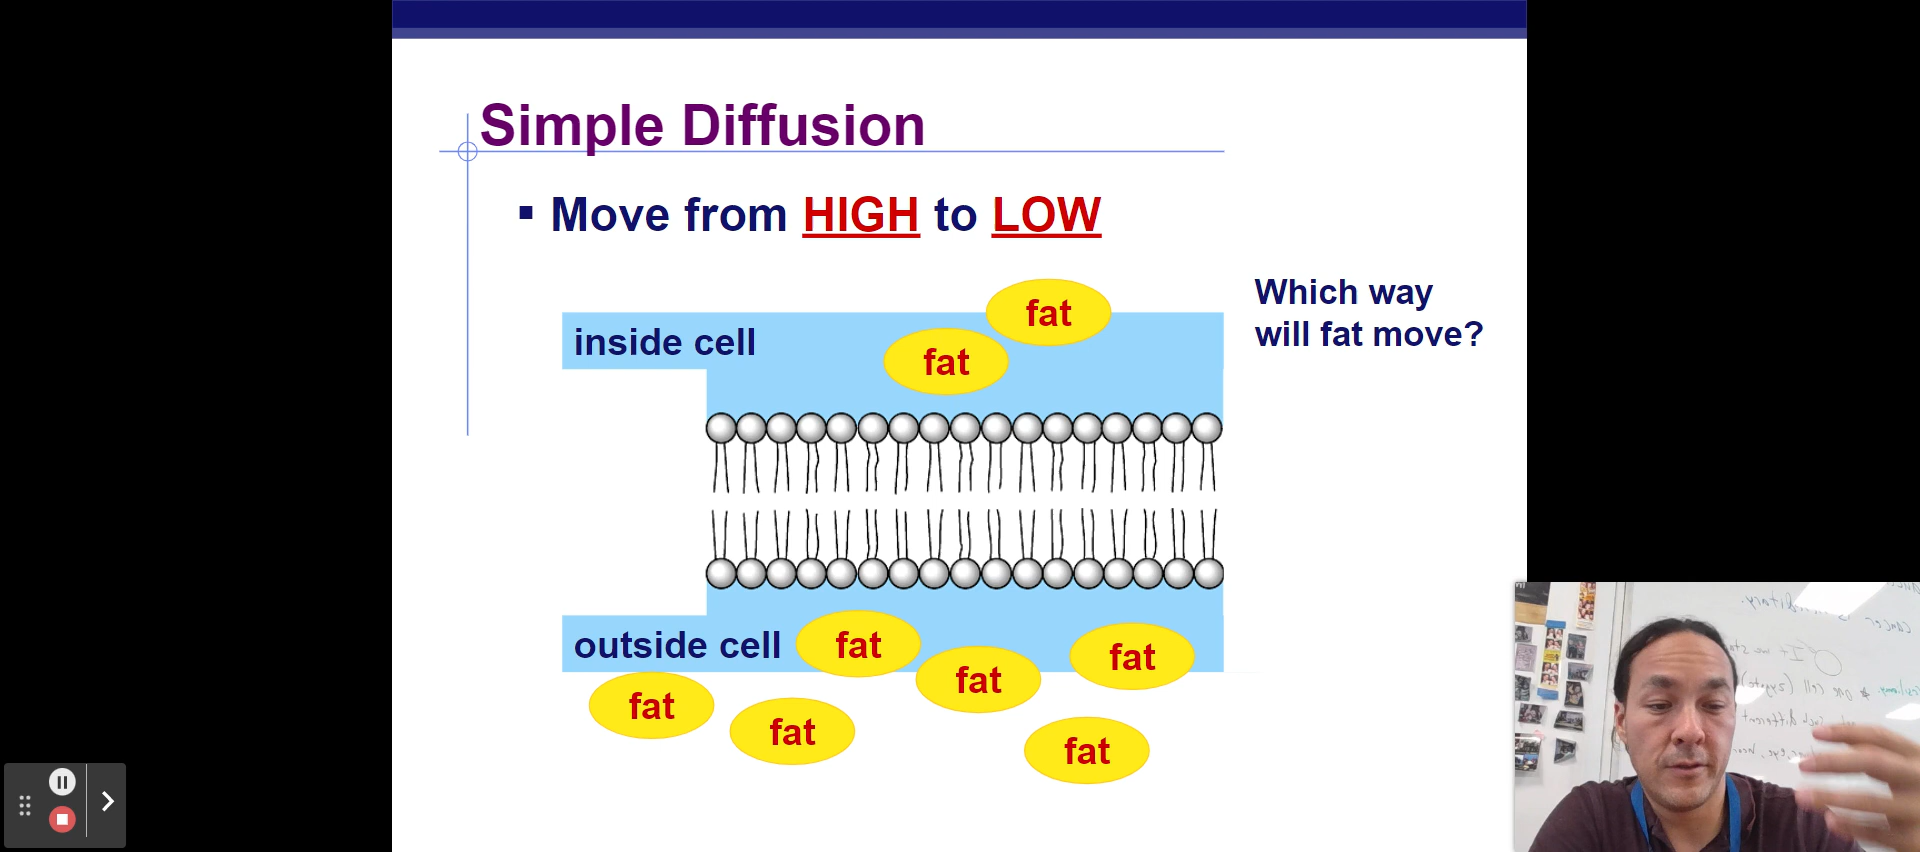 Simple Diffusion
▪ Move from HIGH to LOW
Which way
will fat move?
fat
inside cell
fat
outside cell
fat
fat
fat
fat
fat
fat